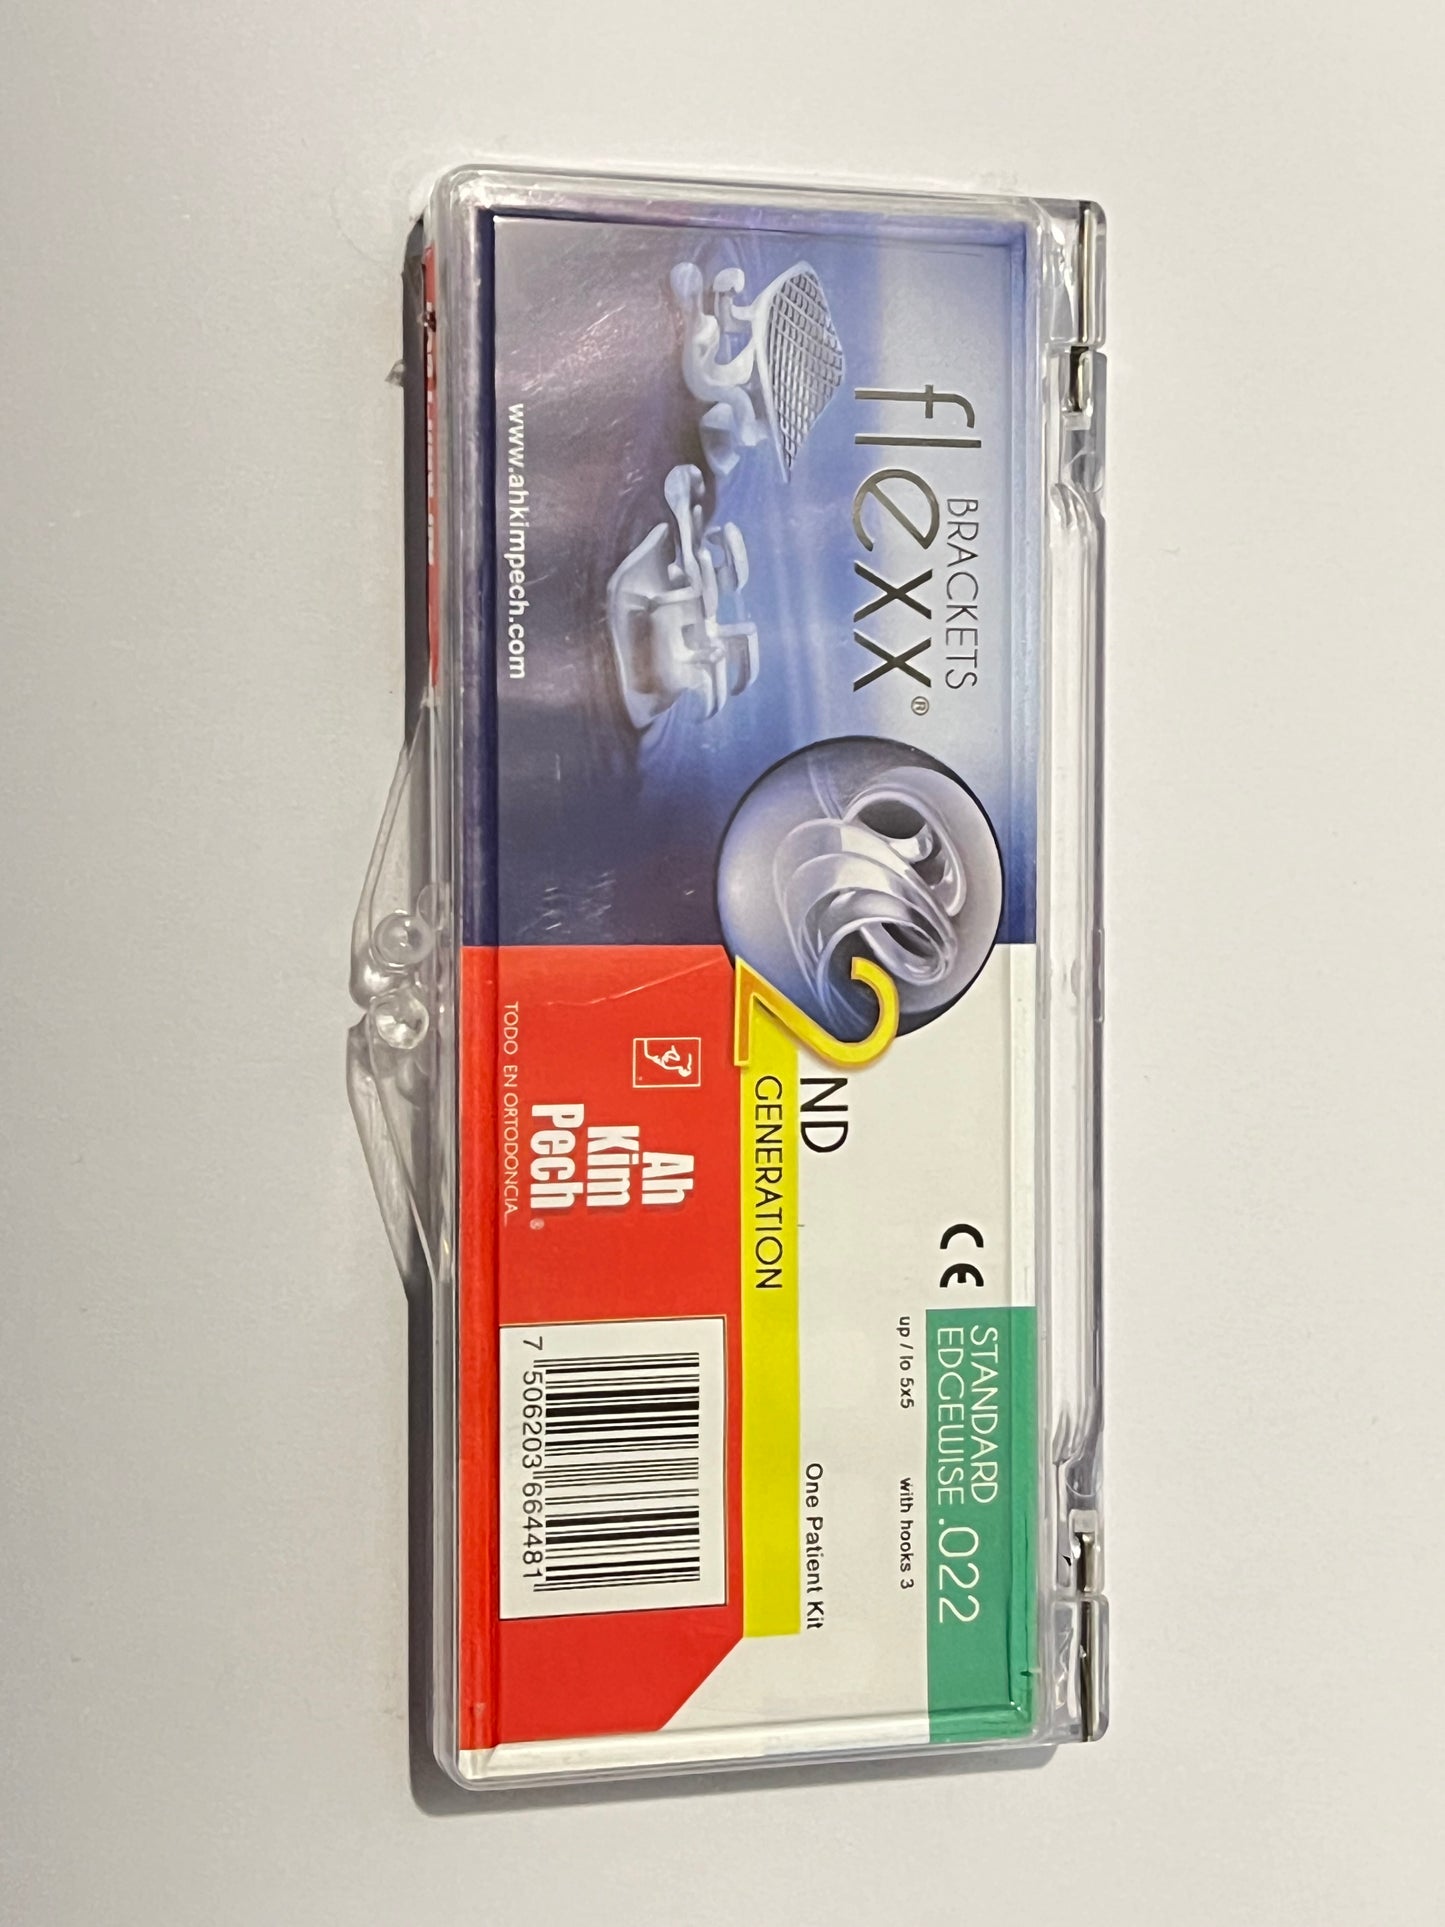 BRACKETS
flexx®
www.ahkimpech.com
2ND
GENERATION
CE
STANDARD
EDGEWISE .022
up / lo 5x5
with hooks 3
One Patient Kit
Ah
Kim
Pech®
TODO EN ORTODONCIA
7 506203 664481